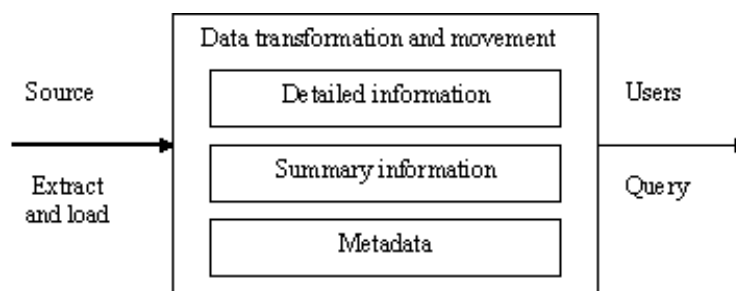 Data transformation and movement
Source
Detailed information
Users
Summary information
Extract
and load
Query
Metadata